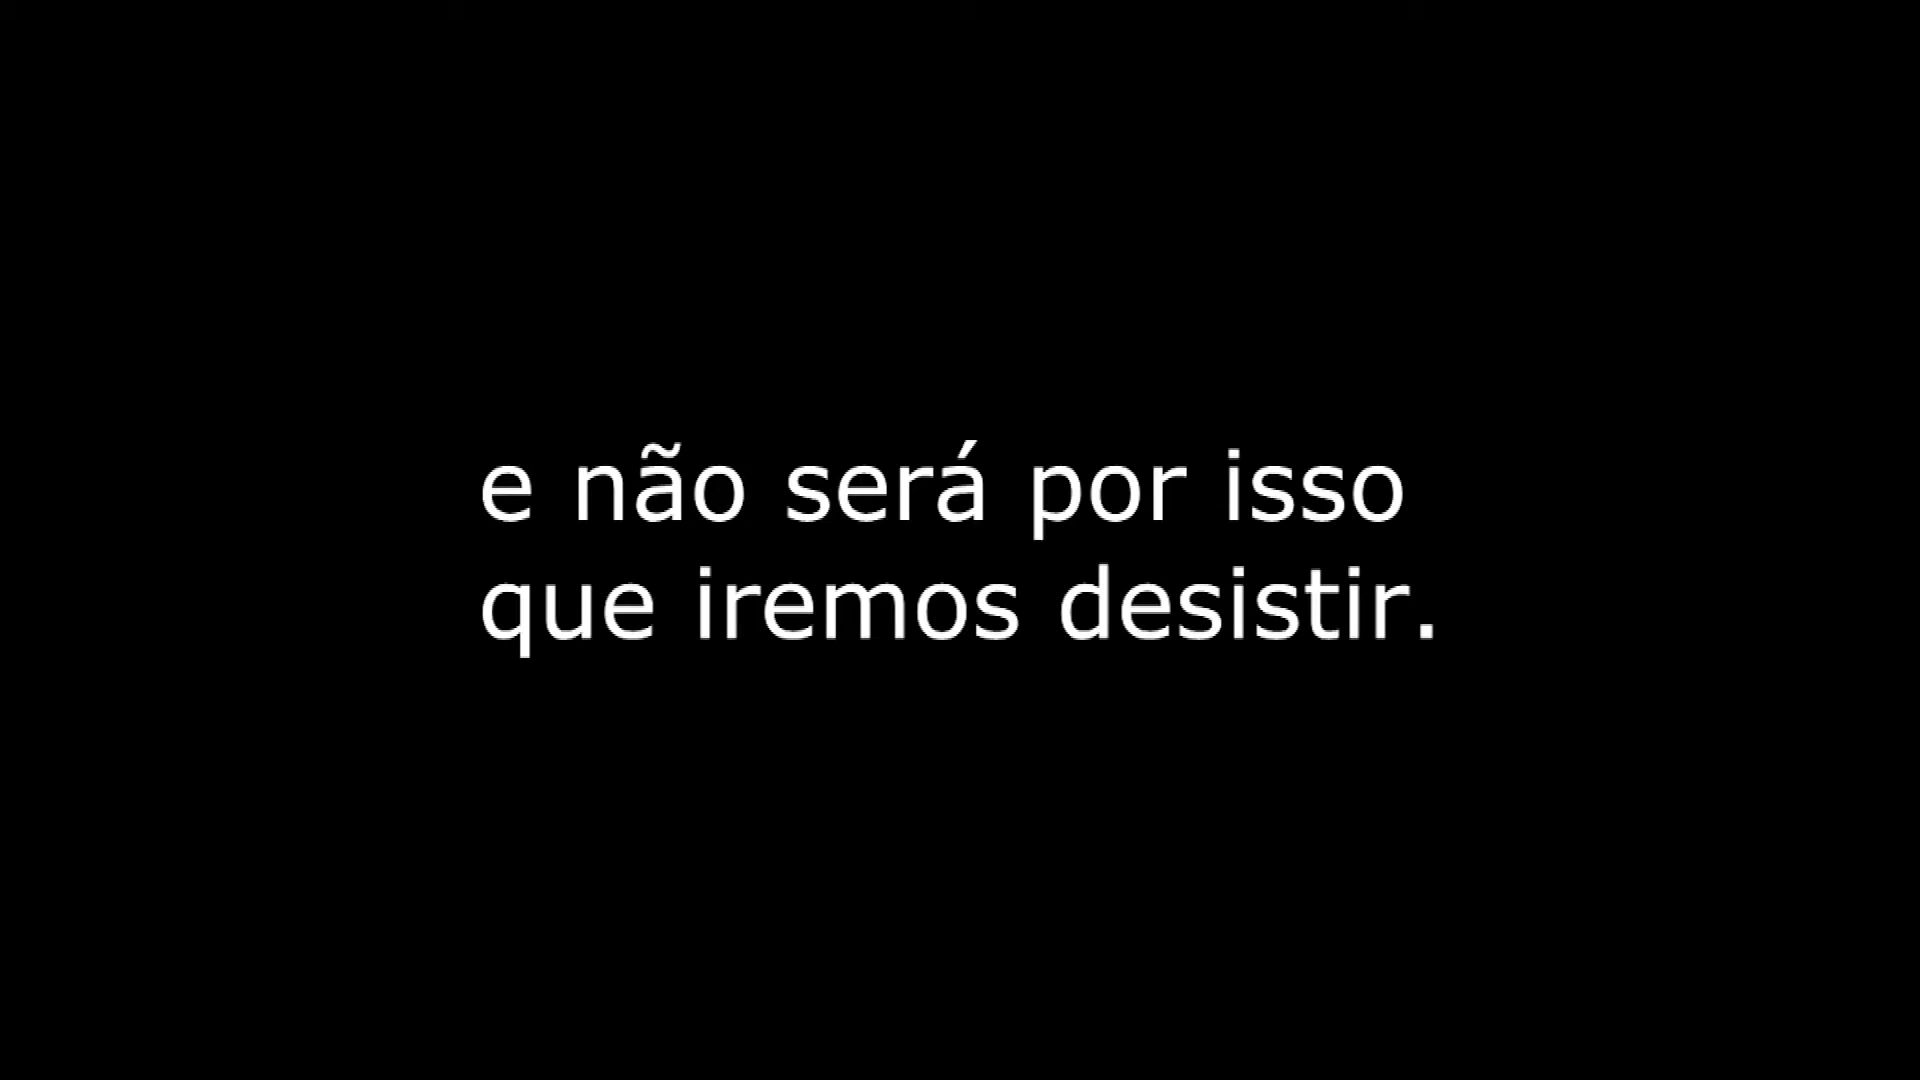 e não será por isso
que iremos desistir.